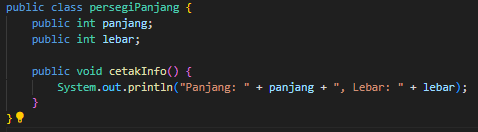 public class persegiPanjang {
    public int panjang;
    public int lebar;

    public void cetakInfo() {
        System.out.println("Panjang: " + panjang + ", Lebar: " + lebar);
    }
}